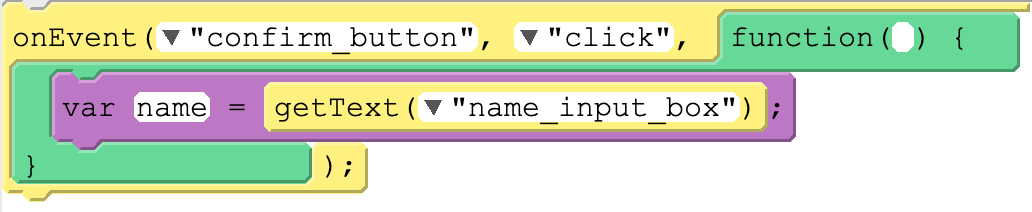 onEvent(▼"confirm_button", ▼"click", function( ) {
var name = getText(▼"name_input_box");
} );